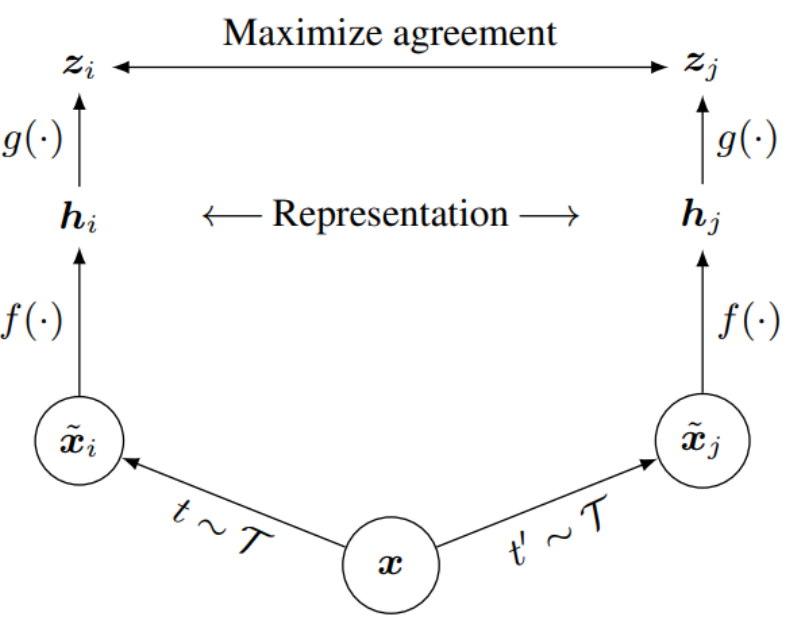 Maximize agreement
z_i z_j
g(·) g(·)
h_i ← Representation → h_j
f(·) f(·)
x̃_i x̃_j
t ~ 𝒯 t' ~ 𝒯
x